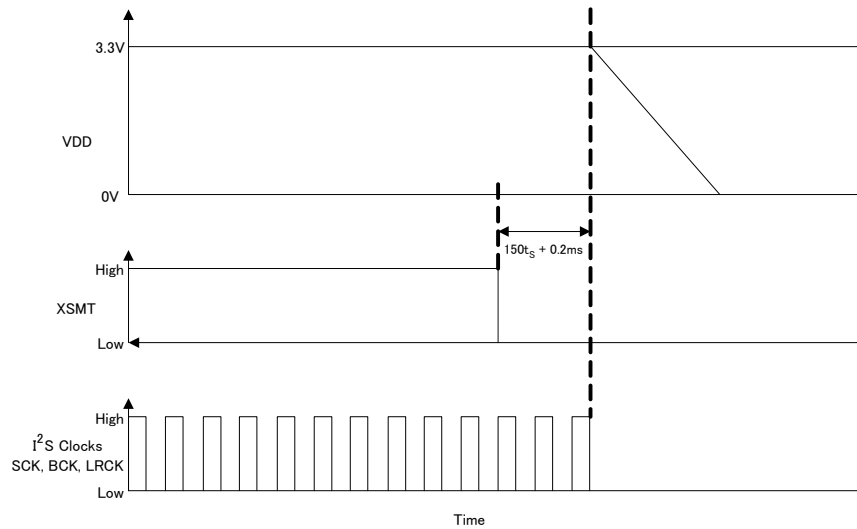 3.3V
VDD
0V
150tS + 0.2ms
High
XSMT
Low
High
I2S Clocks
SCK, BCK, LRCK
Low
Time